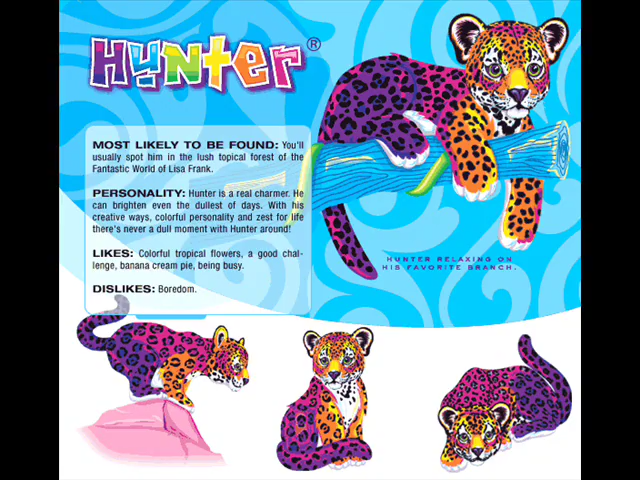 Hunter®
MOST LIKELY TO BE FOUND: You'll
usually spot him in the lush topical forest of the
Fantastic World of Lisa Frank.
PERSONALITY: Hunter is a real charmer. He
can brighten even the dullest of days. With his
creative ways, colorful personality and zest for life
there's never a dull moment with Hunter around!
LIKES: Colorful tropical flowers, a good chal-
lenge, banana cream pie, being busy.
DISLIKES: Boredom.
HUNTER RELAXING ON
HIS FAVORITE BRANCH.